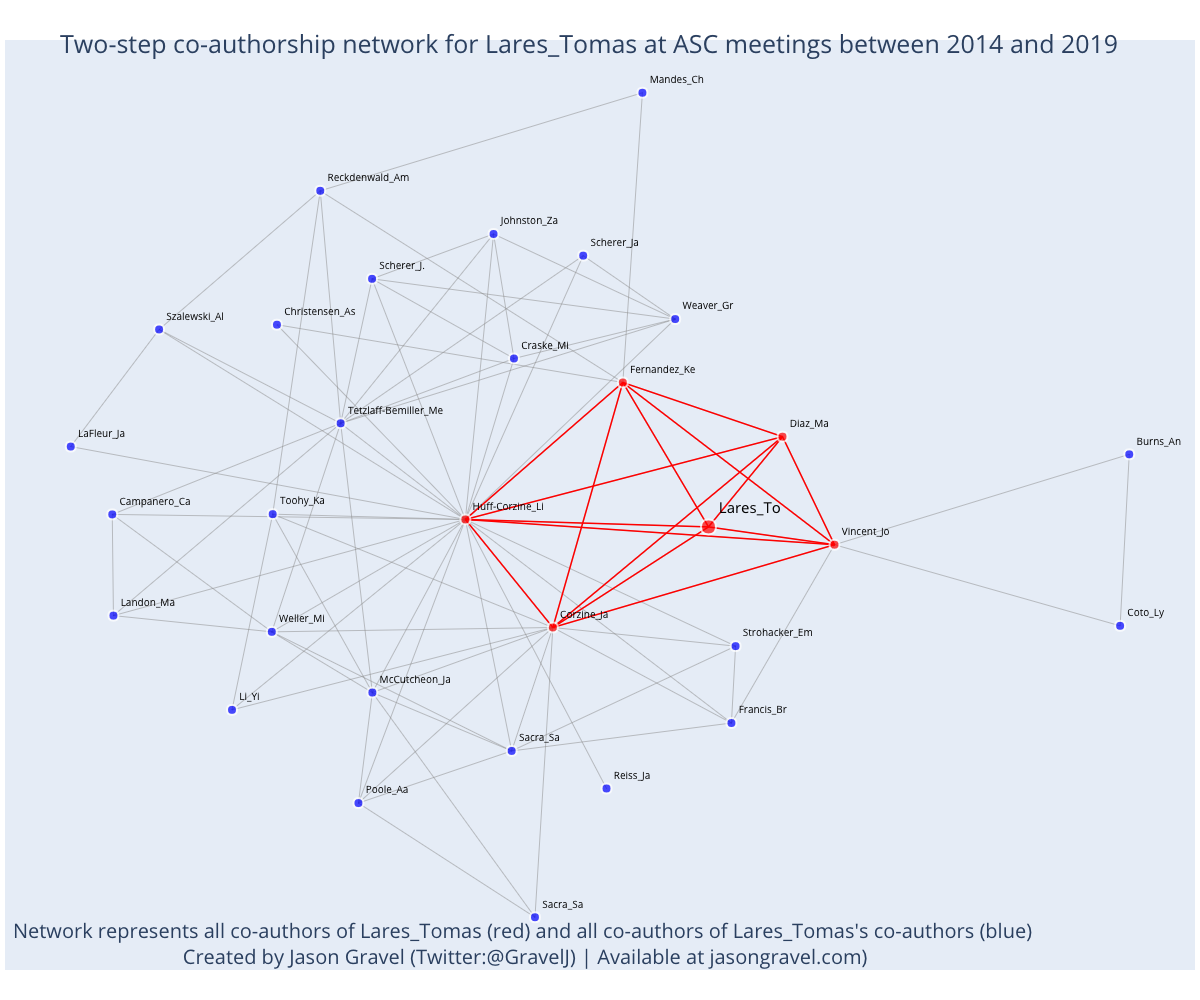 Two-step co-authorship network for Lares_Tomas at ASC meetings between 2014 and 2019
Mandes_Ch
Reckdenwald_Am
Johnston_Za
Scherer_Ja
Scherer_J.
Weaver_Gr
Christensen_As
Szalewski_Al
Craske_Mi
Fernandez_Ke
Tetzlaff-Bemiller_Me
Diaz_Ma
LaFleur_Ja
Burns_An
Campanero_Ca
Toohy_Ka
Huff-Corzine_Li
Lares_To
Vincent_Jo
Landon_Ma
Weller_Mi
Corzine_Ja
Coto_Ly
Strohacker_Em
McCutcheon_Ja
Li_Yi
Francis_Br
Sacra_Sa
Reiss_Ja
Poole_Aa
Sacra_Sa
Network represents all co-authors of Lares_Tomas (red) and all co-authors of Lares_Tomas's co-authors (blue)
Created by Jason Gravel (Twitter:@GravelJ) | Available at jasongravel.com)